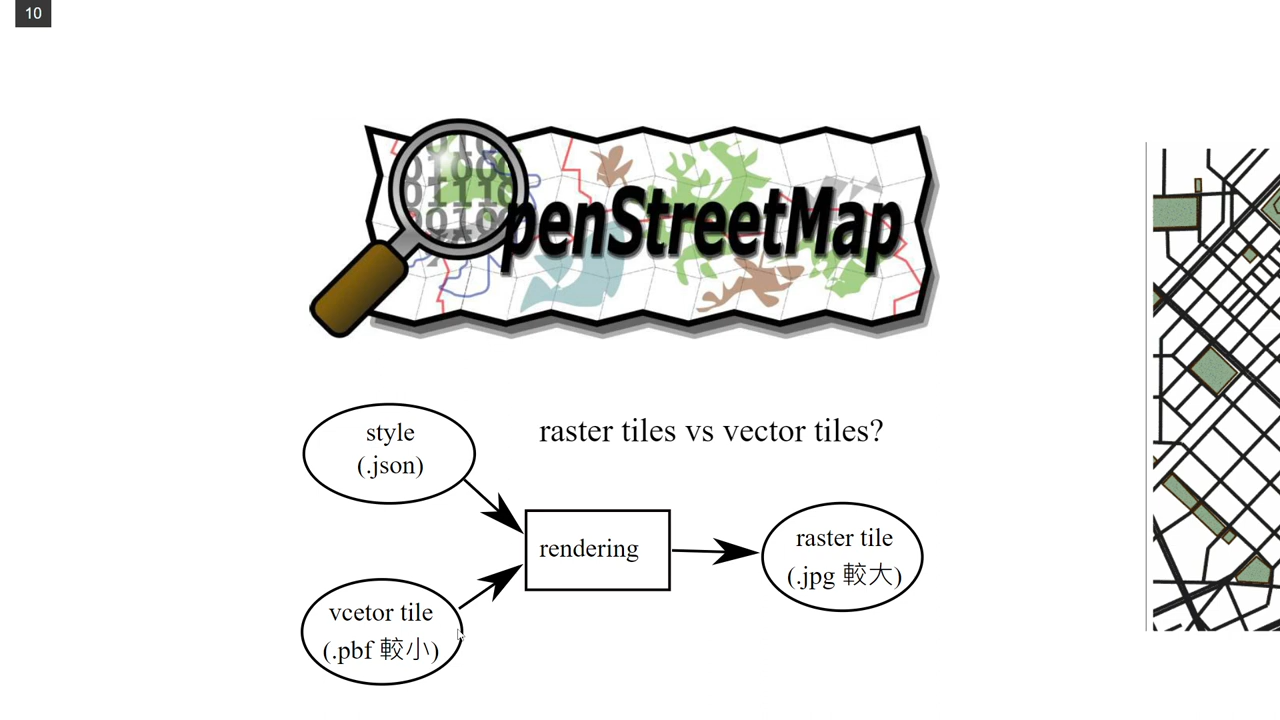 10
penStreetMap
style
(.json)
raster tiles vs vector tiles?
rendering
raster tile
(.jpg 較大)
vcetor tile
(.pbf 較小)